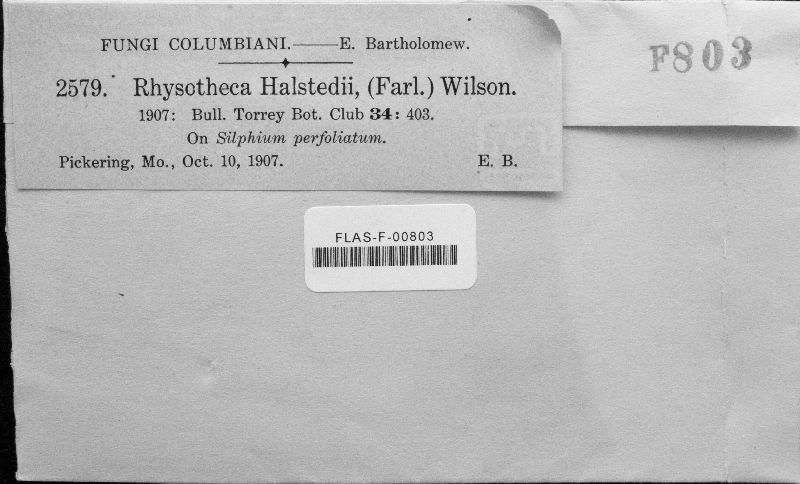 FUNGI COLUMBIANI.——E. Bartholomew.
2579. Rhysotheca Halstedii, (Farl.) Wilson.
1907: Bull. Torrey Bot. Club 34: 403.
On Silphium perfoliatum.
Pickering, Mo., Oct. 10, 1907. E. B.
F803
FLAS-F-00803